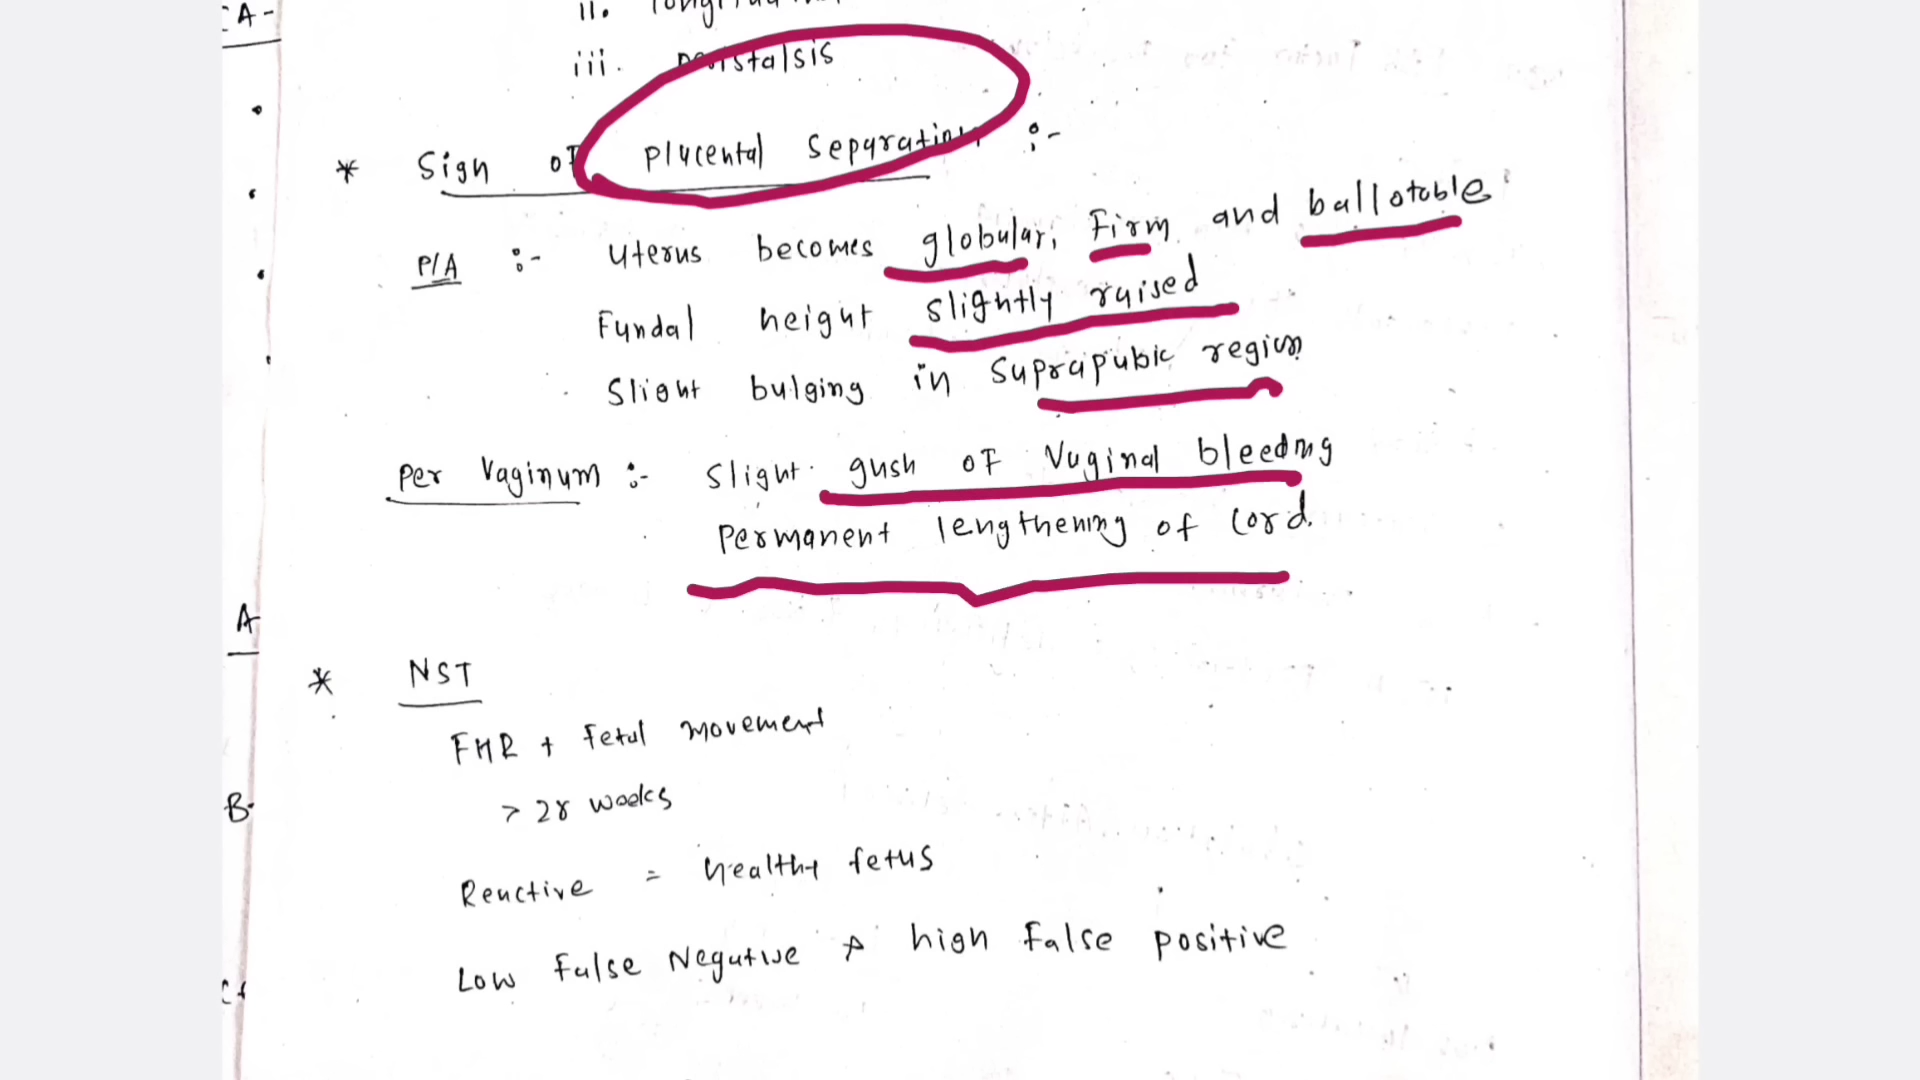 CA-
ii.
iii. peristalsis
* Sign of Placental Separation :-
P/A :- Uterus becomes globular, Firm and ballotable
Fundal height slightly raised
Slight bulging in Suprapubic region
Per Vaginum :- Slight gush of Vaginal bleeding
Permanent lengthening of Cord.
A
* NST
FHR + Fetal movement
> 28 weeks
B
Reactive = healthy fetus
Low False Negative & high False positive